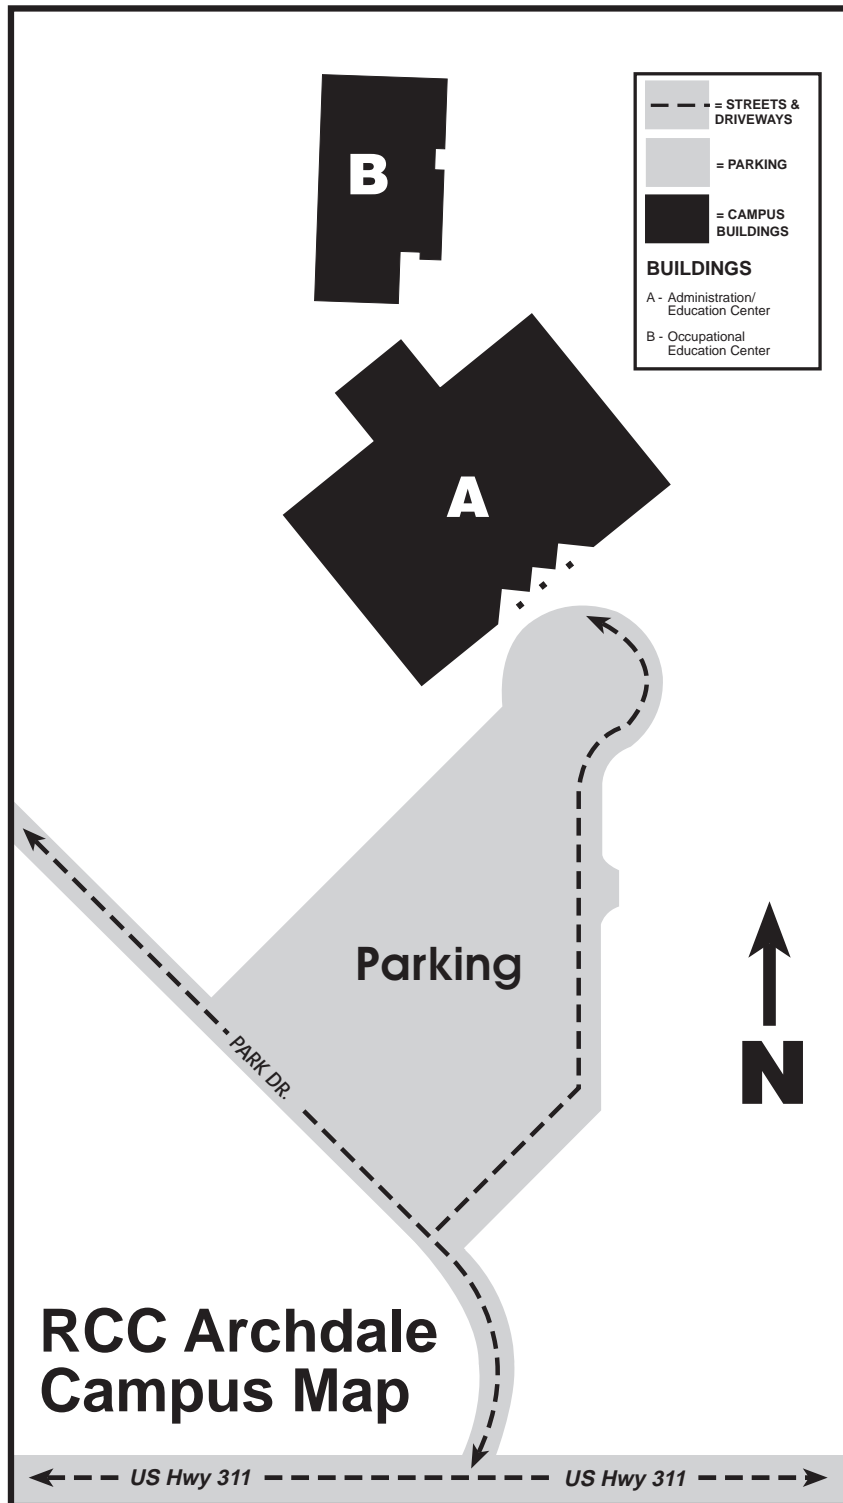 B
= STREETS &
DRIVEWAYS
= PARKING
= CAMPUS
BUILDINGS
BUILDINGS
A - Administration/
Education Center
B - Occupational
Education Center
A
Parking
PARK DR.
N
RCC Archdale
Campus Map
US Hwy 311 US Hwy 311